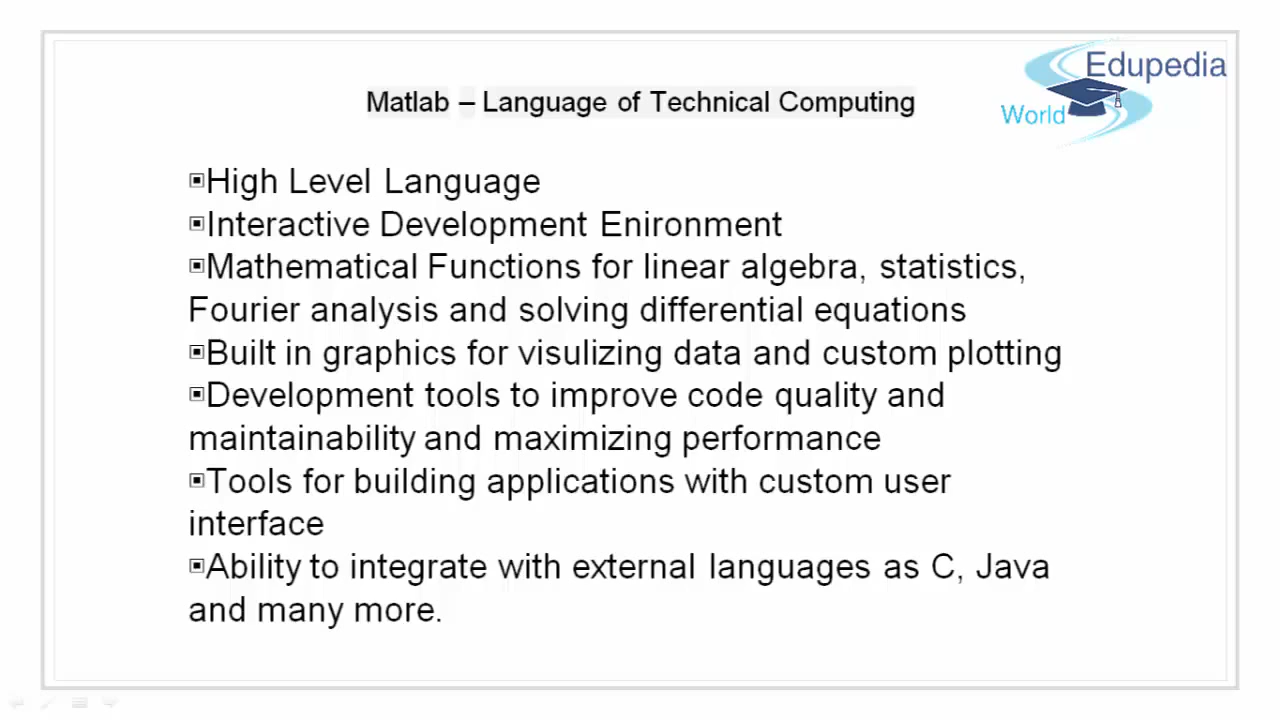 Edupedia
World
Matlab – Language of Technical Computing
▣High Level Language
▣Interactive Development Enironment
▣Mathematical Functions for linear algebra, statistics,
Fourier analysis and solving differential equations
▣Built in graphics for visulizing data and custom plotting
▣Development tools to improve code quality and
maintainability and maximizing performance
▣Tools for building applications with custom user
interface
▣Ability to integrate with external languages as C, Java
and many more.